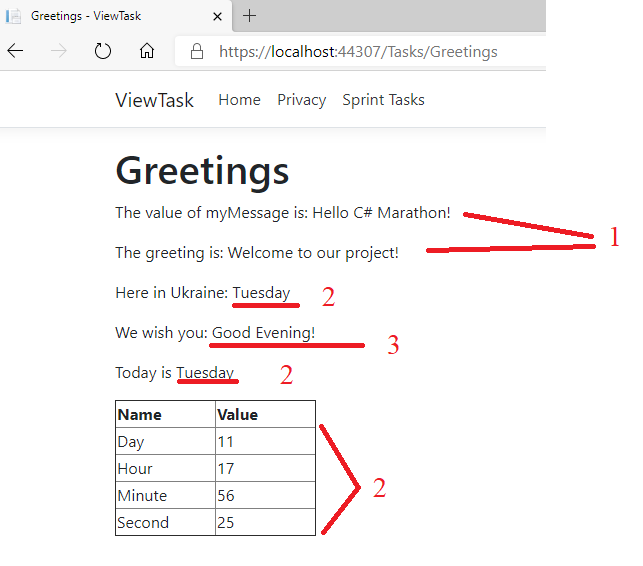 Greetings - ViewTask
https://localhost:44307/Tasks/Greetings
ViewTask Home Privacy Sprint Tasks
Greetings
The value of myMessage is: Hello C# Marathon!
1
The greeting is: Welcome to our project!
Here in Ukraine: Tuesday 2
We wish you: Good Evening! 3
Today is Tuesday 2
Name Value
Day 11
Hour 17
Minute 56
2
Second 25